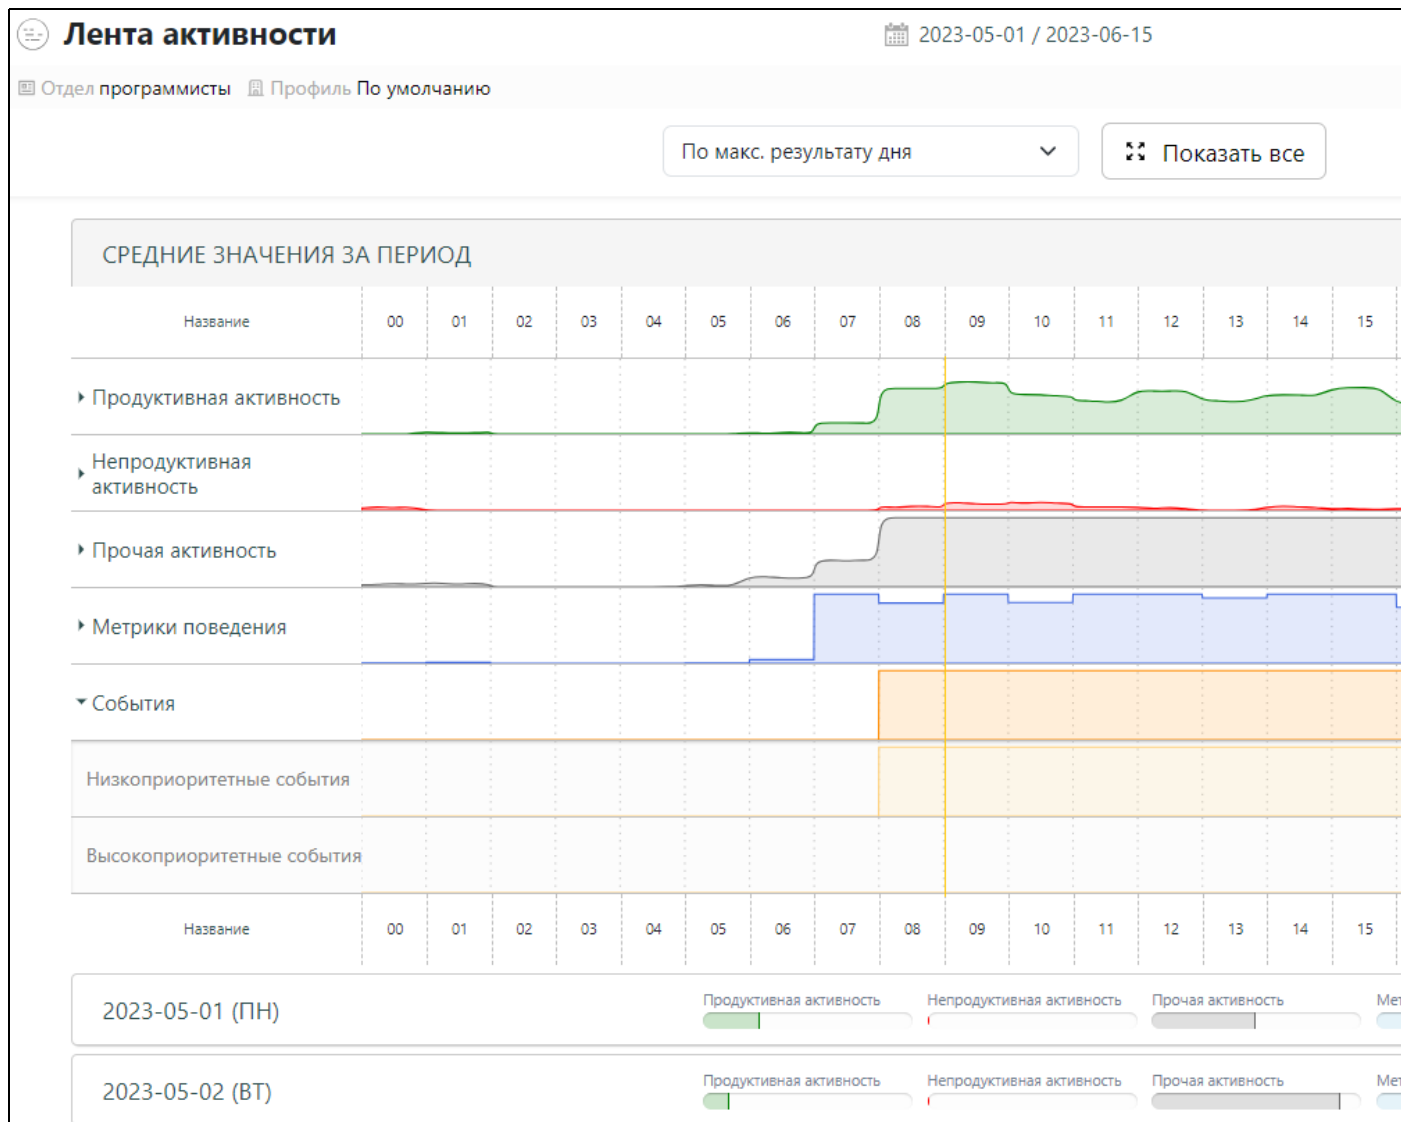 Лента активности
2023-05-01 / 2023-06-15
Отдел программисты Профиль По умолчанию
По макс. результату дня
Показать все
СРЕДНИЕ ЗНАЧЕНИЯ ЗА ПЕРИОД
Название 00 01 02 03 04 05 06 07 08 09 10 11 12 13 14 15
Продуктивная активность
Непродуктивная
активность
Прочая активность
Метрики поведения
События
Низкоприоритетные события
Высокоприоритетные события
Название 00 01 02 03 04 05 06 07 08 09 10 11 12 13 14 15
2023-05-01 (ПН)
Продуктивная активность Непродуктивная активность Прочая активность Мет
2023-05-02 (ВТ)
Продуктивная активность Непродуктивная активность Прочая активность Мет